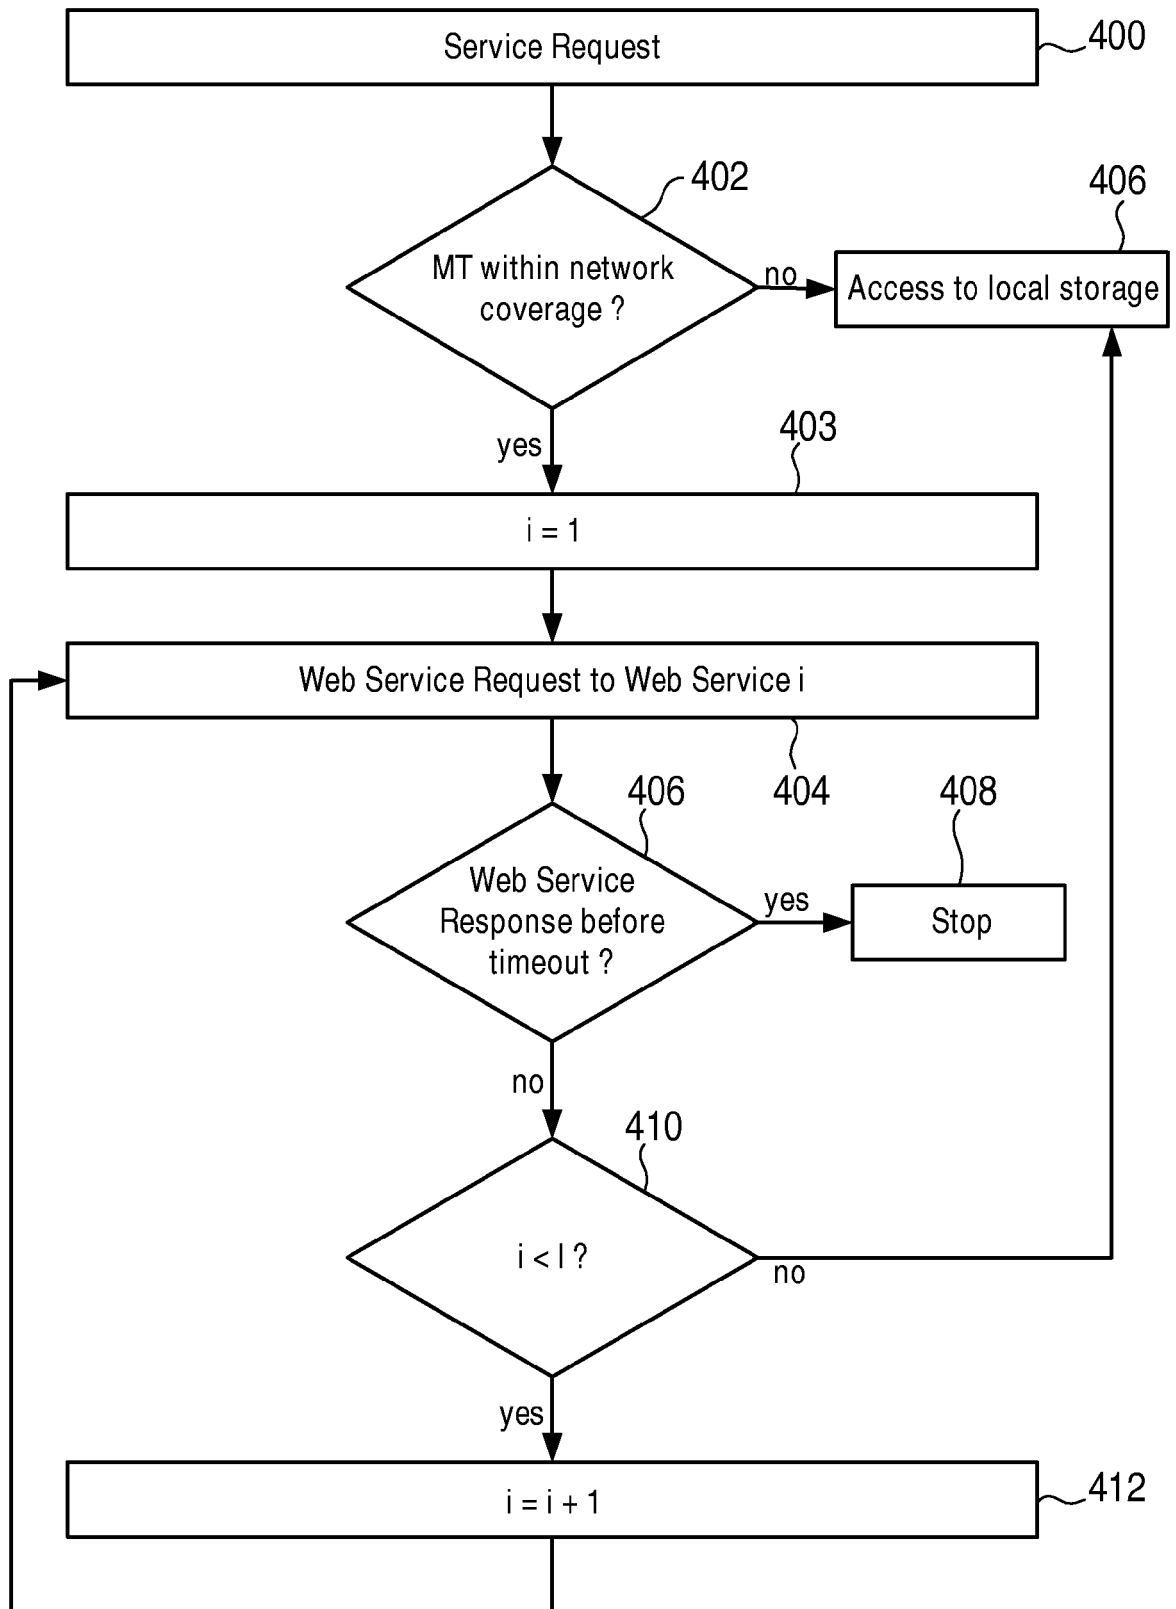 Service Request
400
402
406
MT within network
coverage ?
no
Access to local storage
yes
403
i = 1
Web Service Request to Web Service i
404
406
408
Web Service
Response before
timeout ?
yes
Stop
no
410
i < I ?
no
yes
i = i + 1
412